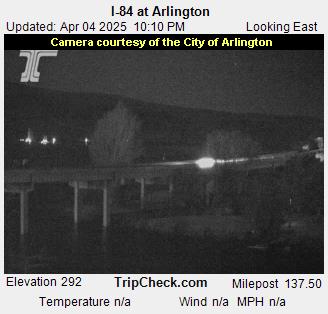 I-84 at Arlington
Updated: Apr 04 2025 10:10 PM Looking East
Camera courtesy of the City of Arlington
Elevation 292 TripCheck.com Milepost 137.50
Temperature n/a Wind n/a MPH n/a